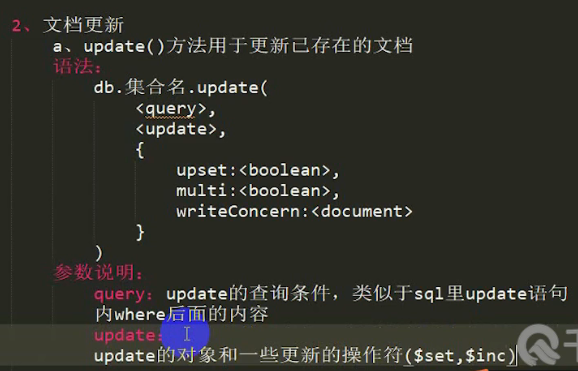 2、文档更新
a、update()方法用于更新已存在的文档
语法:
db.集合名.update(
<query>,
<update>,
{
upset:<boolean>,
multi:<boolean>,
writeConcern:<document>
}
)
参数说明:
query: update的查询条件，类似于sql里update语句
内where后面的内容
update:
update的对象和一些更新的操作符($set,$inc)